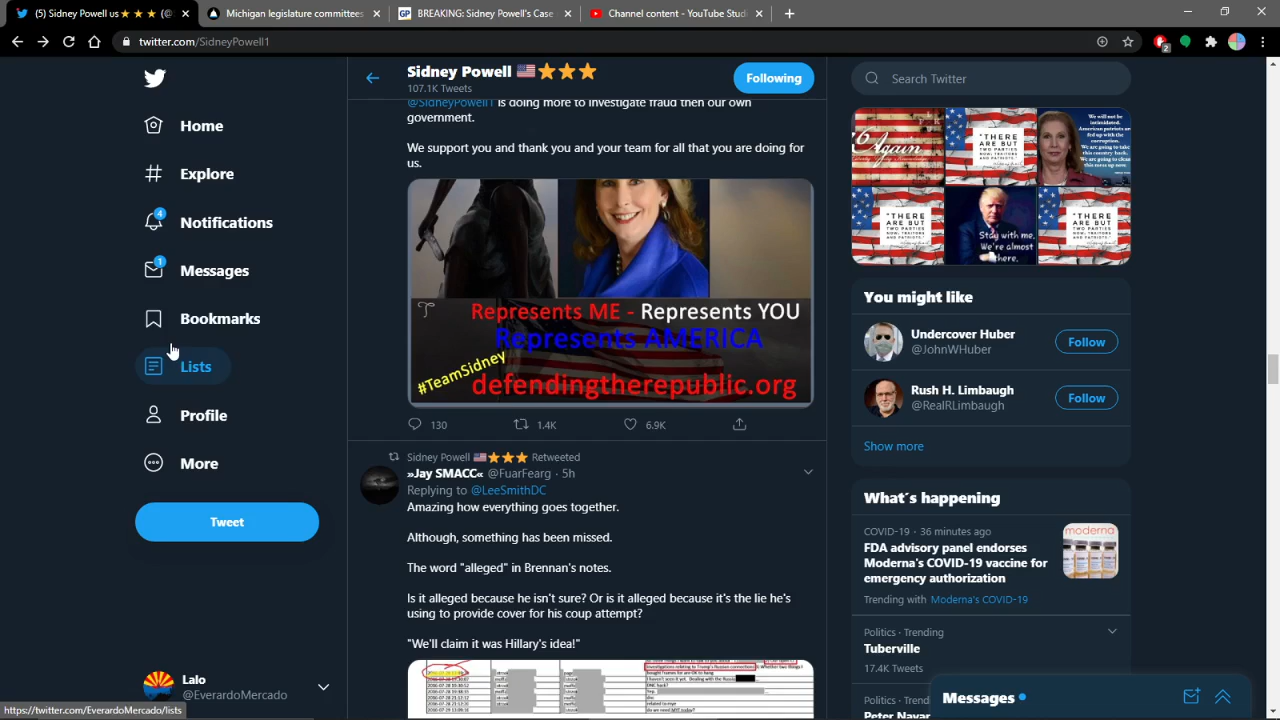 (5) Sidney Powell us ★ ★ ★ (@
Michigan legislature committees
BREAKING: Sidney Powell's Case
Channel content - YouTube Stud
twitter.com/SidneyPowell1
2
Sidney Powell 🇺🇸⭐⭐⭐
107.1K Tweets
Following
Search Twitter
Home
Explore
4
Notifications
1
Messages
Bookmarks
Lists
Profile
More
Tweet
Lalo
@EverardoMercado
https://twitter.com/EverardoMercado/lists
@SidneyPowell1 is doing more to investigate fraud then our own
government.
We support you and thank you and your team for all that you are doing for
us.
Represents ME - Represents YOU
Represents AMERICA
#TeamSidney
defendingtherepublic.org
130
1.4K
6.9K
Sidney Powell 🇺🇸⭐⭐⭐ Retweeted
»Jay SMACC« @FuarFearg · 5h
Replying to @LeeSmithDC
Amazing how everything goes together.
Although, something has been missed.
The word "alleged" in Brennan's notes.
Is it alleged because he isn't sure? Or is it alleged because it's the lie he's
using to provide cover for his coup attempt?
"We'll claim it was Hillary's idea!"
Again
"THERE
ARE BUT
TWO PARTIES
NOW, TRAITORS
AND PATRIOTS."
We will not be
intimidated.
American patriots are
fed up with the
corruption.
We are going to take
this country back.
We are going to clean
this mess up now.
"THERE
ARE BUT
TWO PARTIES
NOW, TRAITORS
AND PATRIOTS."
Stay with me.
We're almost
there.
"THERE
ARE BUT
TWO PARTIES
NOW, TRAITORS
AND PATRIOTS."
You might like
Undercover Huber
@JohnWHuber
Follow
Rush H. Limbaugh
@RealRLimbaugh
Follow
Show more
What's happening
COVID-19 · 36 minutes ago
FDA advisory panel endorses
Moderna's COVID-19 vaccine for
emergency authorization
moderna
Trending with Moderna's COVID-19
Politics · Trending
Tuberville
17.4K Tweets
Politics · Trend
Peter Navar
Messages